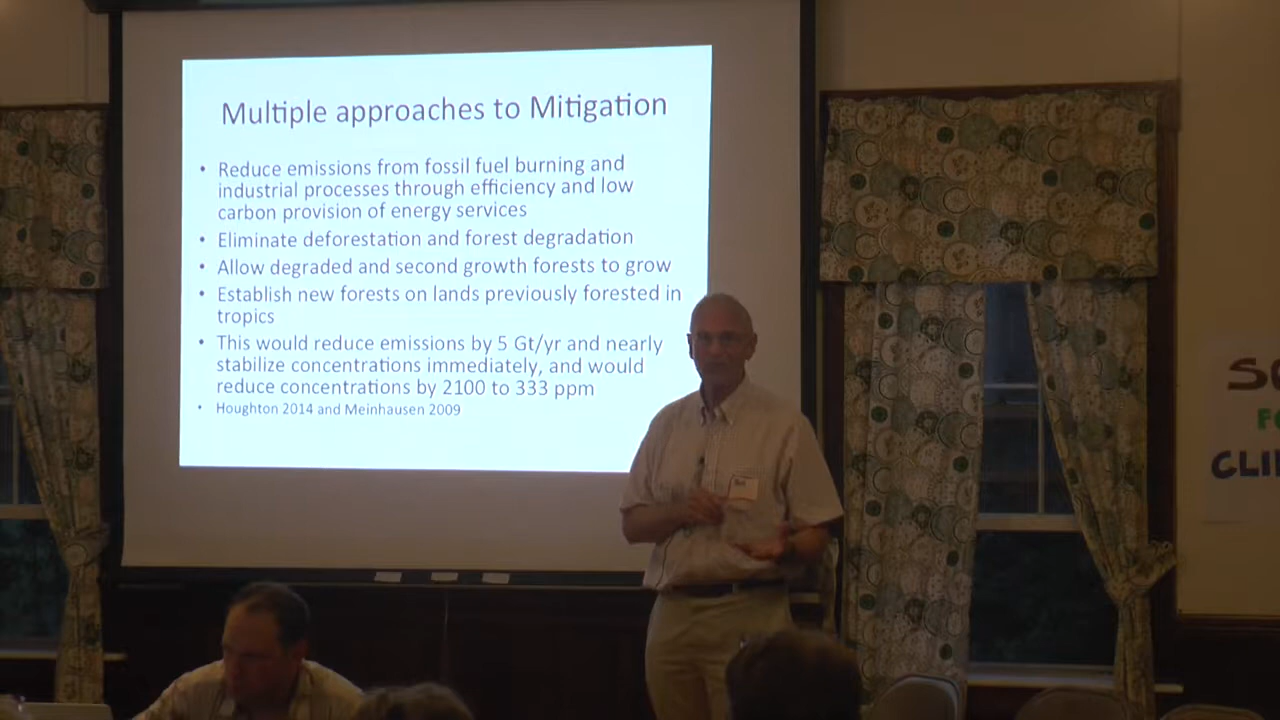 Multiple approaches to Mitigation
• Reduce emissions from fossil fuel burning and
industrial processes through efficiency and low
carbon provision of energy services
• Eliminate deforestation and forest degradation
• Allow degraded and second growth forests to grow
• Establish new forests on lands previously forested in
tropics
• This would reduce emissions by 5 Gt/yr and nearly
stabilize concentrations immediately, and would
reduce concentrations by 2100 to 333 ppm
• Houghton 2014 and Meinhausen 2009